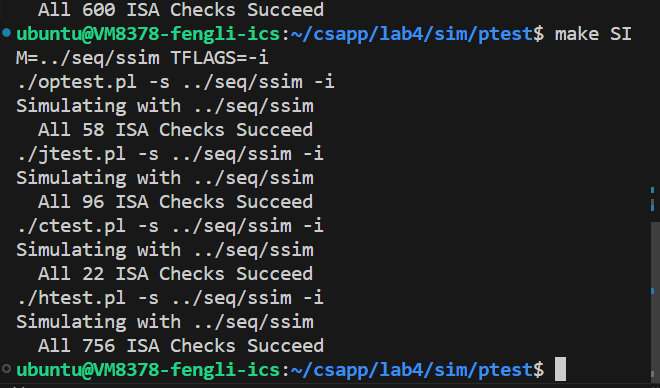 All 600 ISA Checks Succeed
ubuntu@VM8378-fengli-ics:~/csapp/lab4/sim/ptest$ make SI
M=../seq/ssim TFLAGS=-i
./optest.pl -s ../seq/ssim -i
Simulating with ../seq/ssim
  All 58 ISA Checks Succeed
./jtest.pl -s ../seq/ssim -i
Simulating with ../seq/ssim
  All 96 ISA Checks Succeed
./ctest.pl -s ../seq/ssim -i
Simulating with ../seq/ssim
  All 22 ISA Checks Succeed
./htest.pl -s ../seq/ssim -i
Simulating with ../seq/ssim
  All 756 ISA Checks Succeed
ubuntu@VM8378-fengli-ics:~/csapp/lab4/sim/ptest$